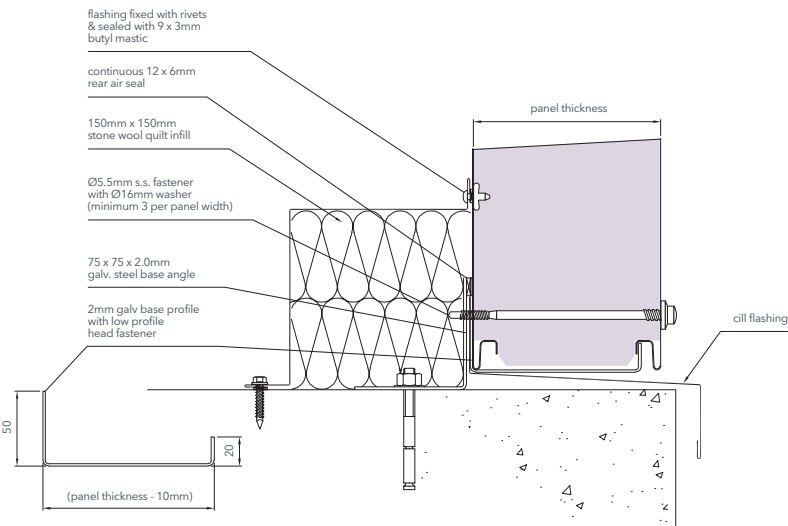 flashing fixed with rivets
& sealed with 9 x 3mm
butyl mastic
continuous 12 x 6mm
rear air seal
150mm x 150mm
stone wool quilt infill
Ø5.5mm s.s. fastener
with Ø16mm washer
(minimum 3 per panel width)
75 x 75 x 2.0mm
galv. steel base angle
2mm galv base profile
with low profile
head fastener
panel thickness
cill flashing
50
20
(panel thickness - 10mm)